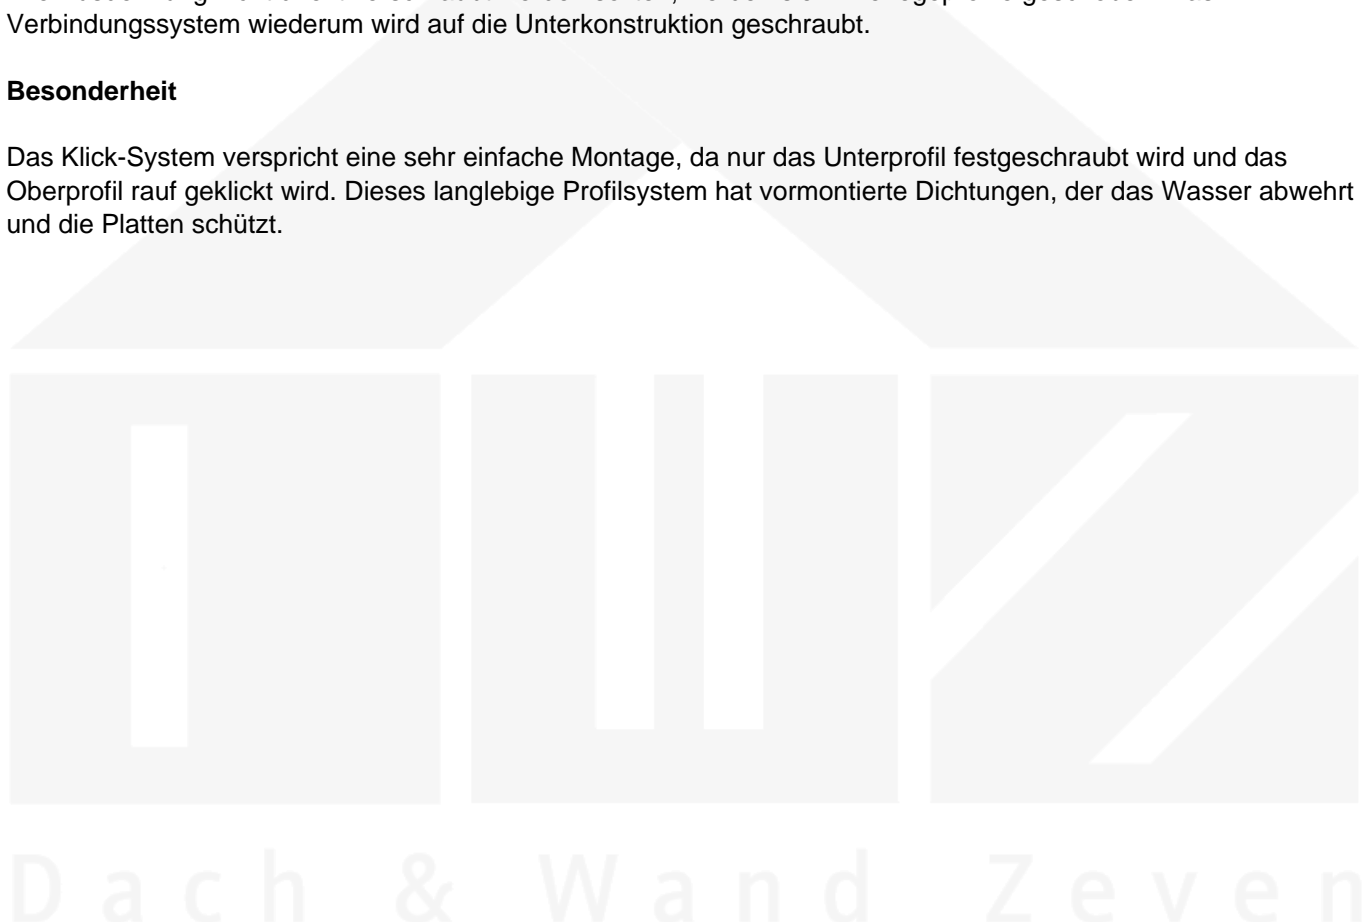 Verbindungssystem wiederum wird auf die Unterkonstruktion geschraubt.
Besonderheit
Das Klick-System verspricht eine sehr einfache Montage, da nur das Unterprofil festgeschraubt wird und das
Oberprofil rauf geklickt wird. Dieses langlebige Profilsystem hat vormontierte Dichtungen, der das Wasser abwehrt
und die Platten schützt.
Dach & Wand Zeven